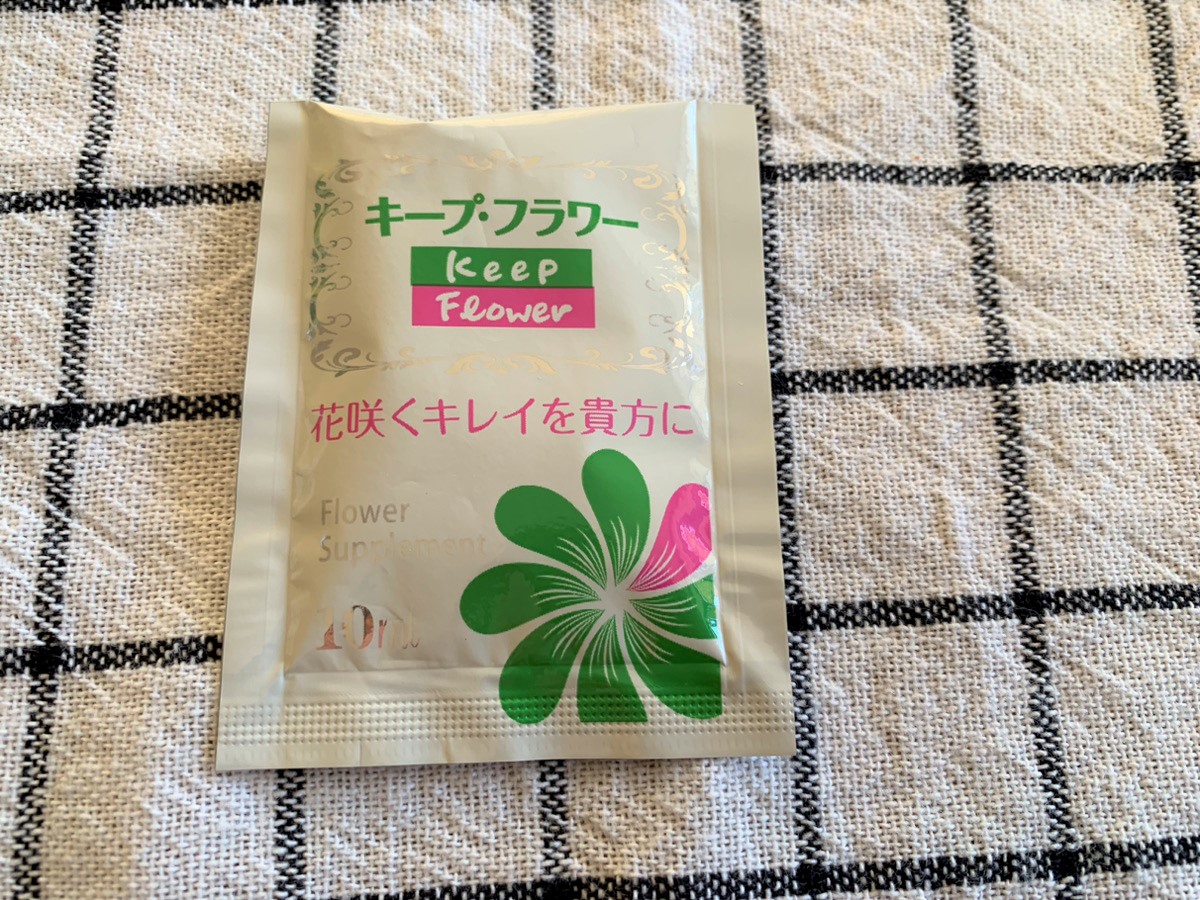 キープ・フラワー
Keep
Flower
花咲くキレイを貴方に
Flower
Supplement
10ml